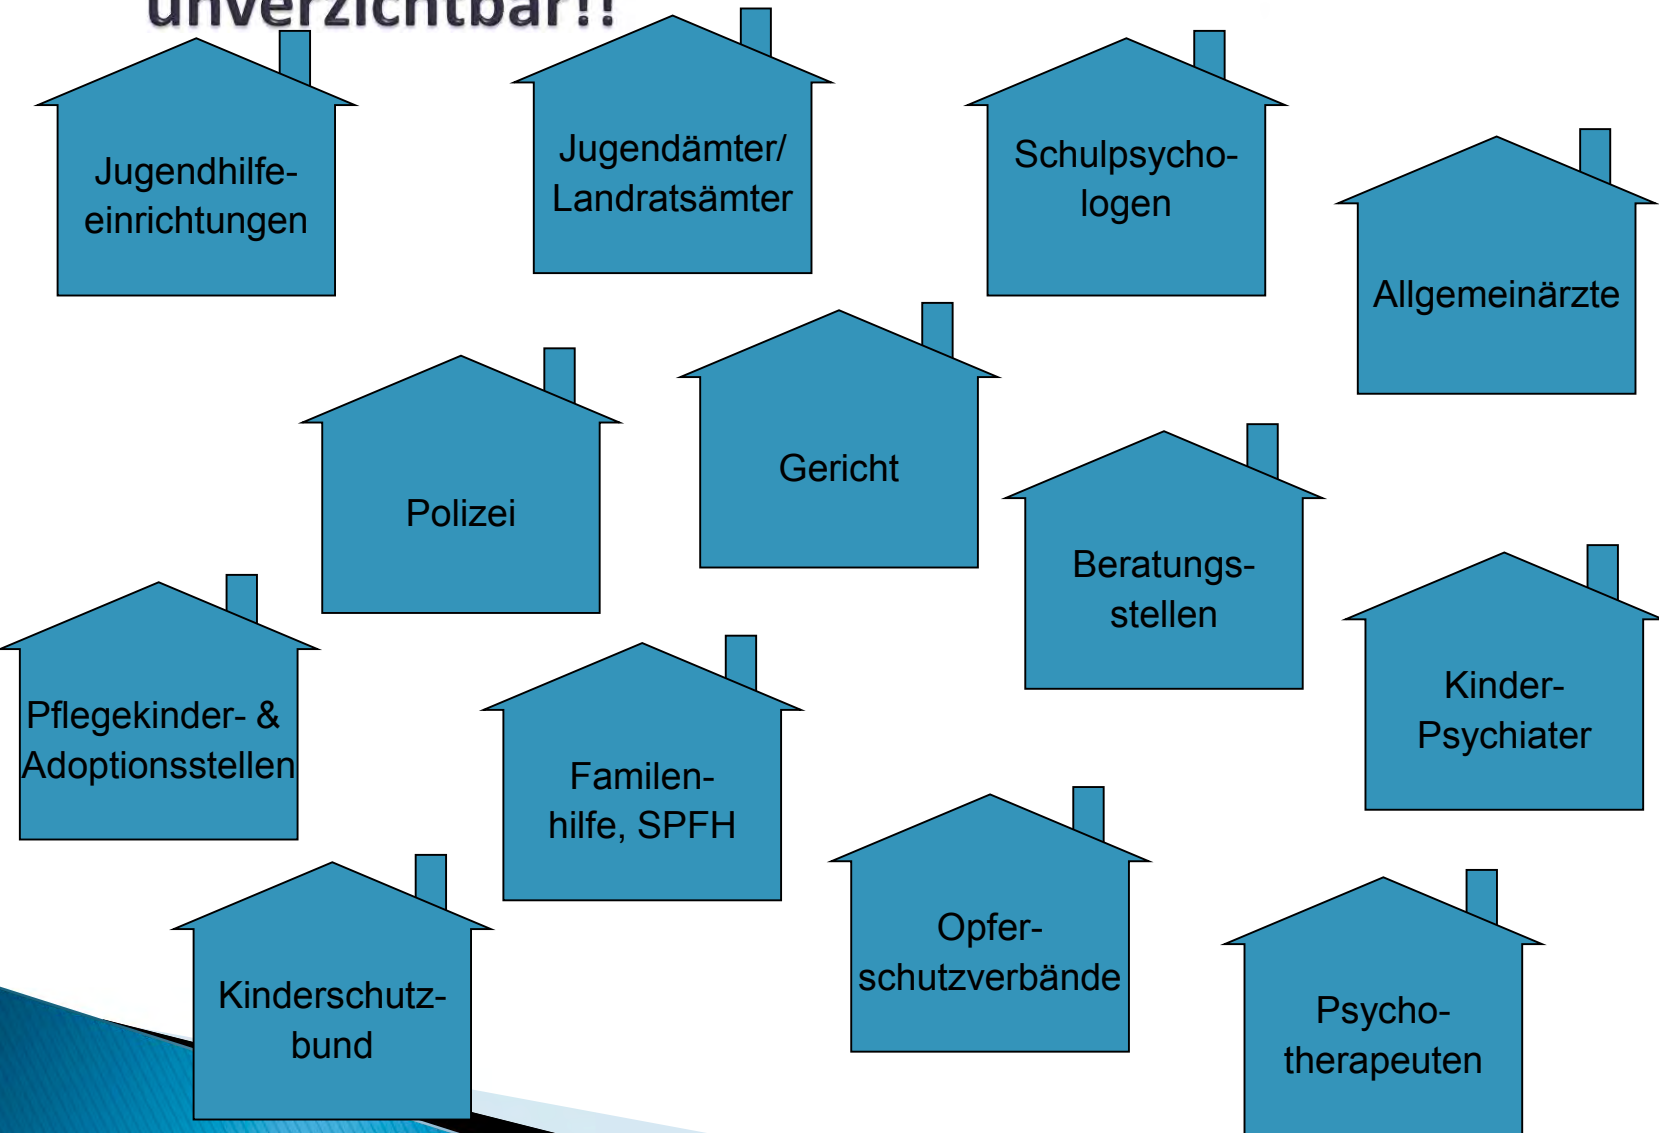 unverzichtbar!!
Jugendhilfe-
einrichtungen
Jugendämter/
Landratsämter
Schulpsycho-
logen
Allgemeinärzte
Polizei
Gericht
Beratungs-
stellen
Kinder-
Psychiater
Pflegekinder- &
Adoptionsstellen
Familen-
hilfe, SPFH
Opfer-
schutzverbände
Kinderschutz-
bund
Psycho-
therapeuten